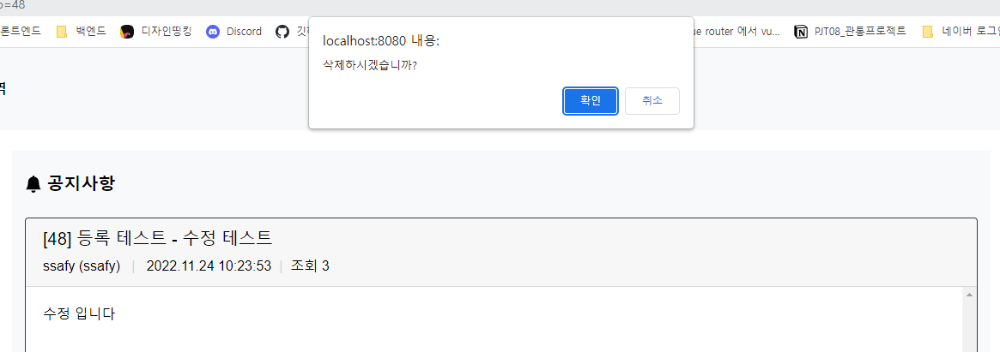 =48
론트엔드 백엔드 디자인띵킹 Discord 깃
ue router 에서 vu... PJT08_관통프로젝트 네이버 로그인
localhost:8080 내용:
삭제하시겠습니까?
확인 취소
역
공지사항
[48] 등록 테스트 - 수정 테스트
ssafy (ssafy) | 2022.11.24 10:23:53 | 조회 3
수정 입니다